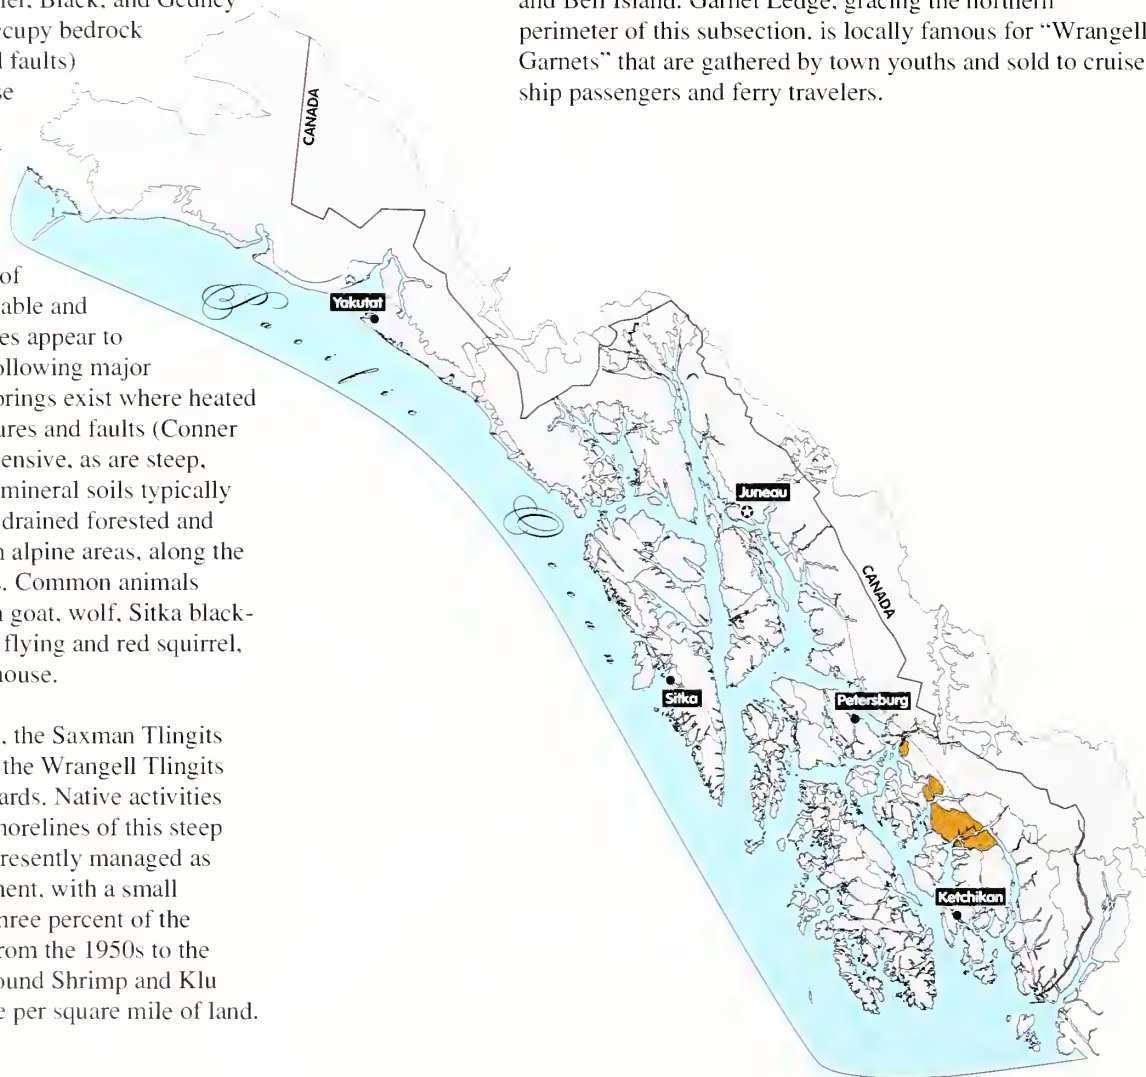 Black, and Gedney
ccupy bedrock
faults)
se
of
able and
es appear to
ollowing major
prings exist where heated
ures and faults (Conner
ensive, as are steep,
mineral soils typically
drained forested and
alpine areas, along the
s. Common animals
goat, wolf, Sitka black-
flying and red squirrel,
ouse.
, the Saxman Tlingits
the Wrangell Tlingits
ards. Native activities
horelines of this steep
resently managed as
ent, with a small
hree percent of the
rom the 1950s to the
ound Shrimp and Klu
e per square mile of land.
and Bell Island. Garnet Ledge, gracing the northern
perimeter of this subsection, is locally famous for “Wrangell
Garnets” that are gathered by town youths and sold to cruise
ship passengers and ferry travelers.
CANADA
Pacific
Ocean
Yakutat
Juneau
CANADA
Sitka
Petersburg
Ketchikan